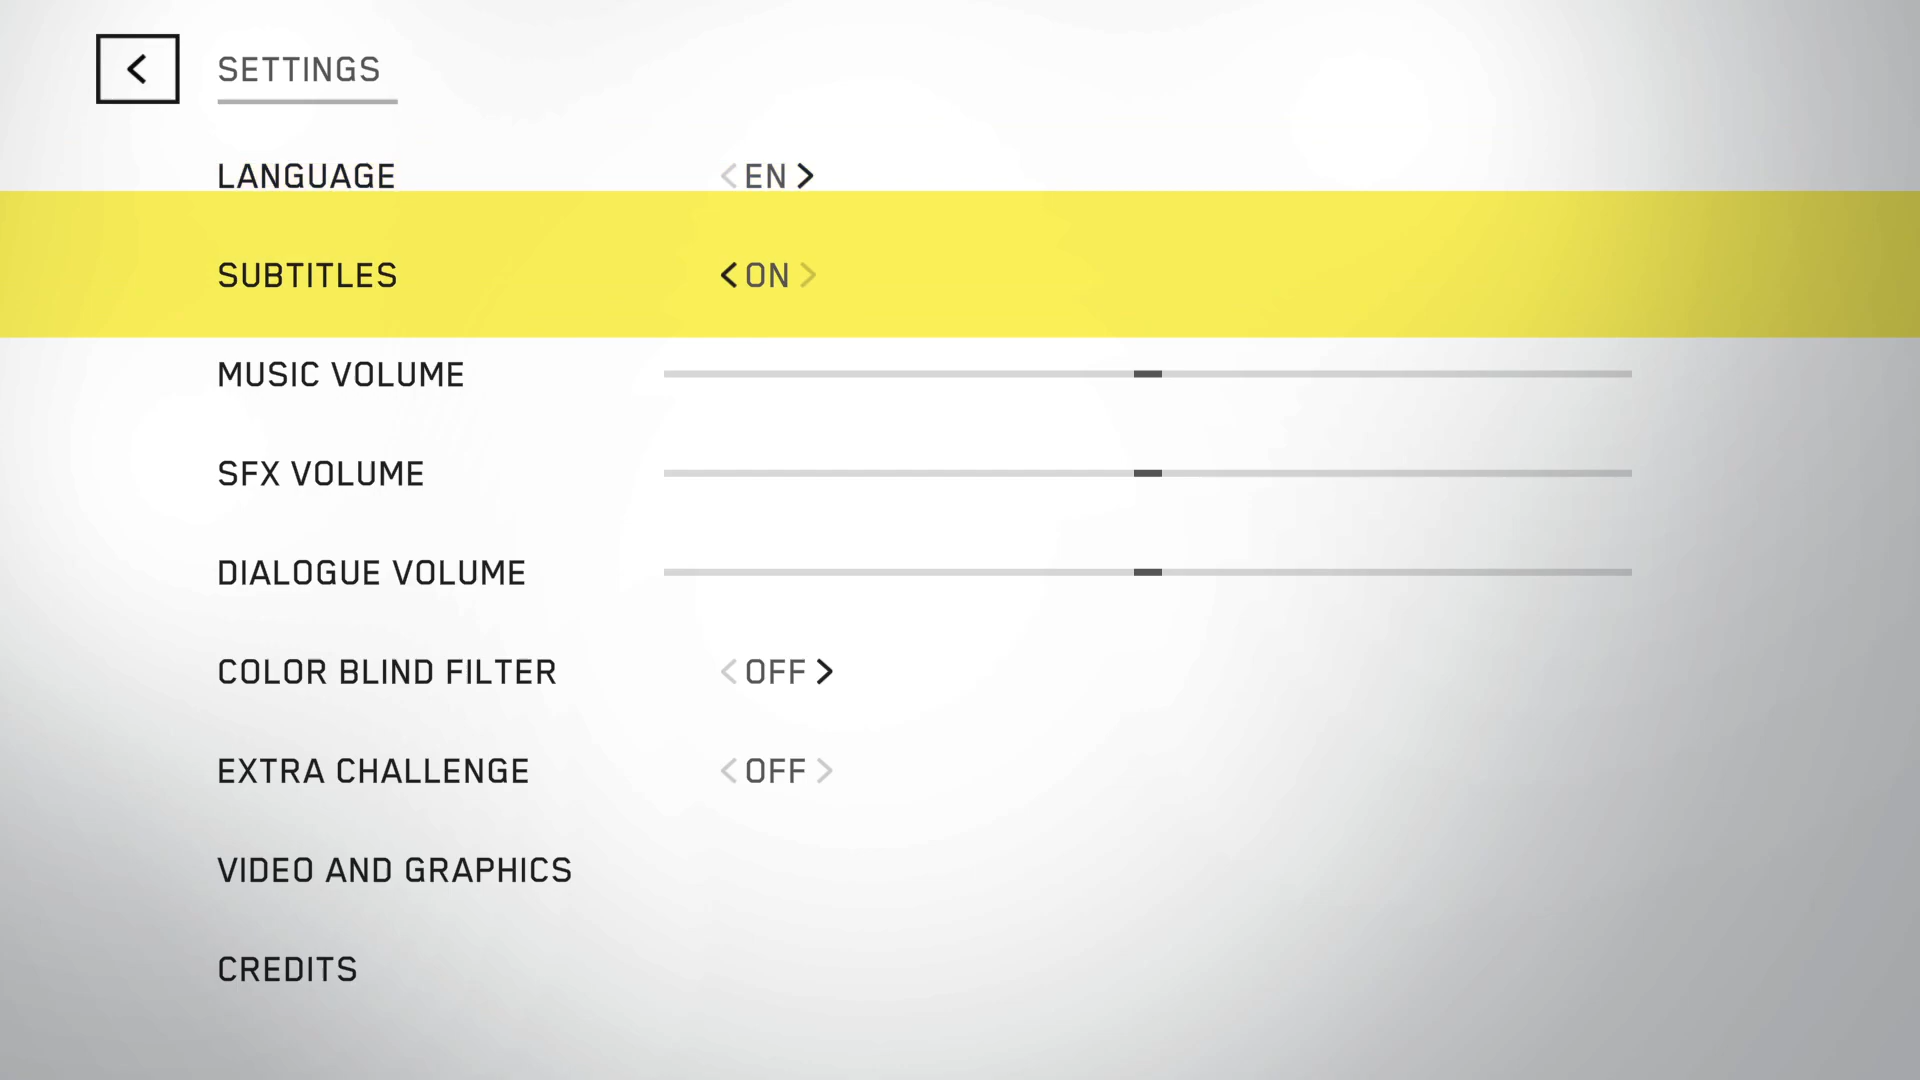 SETTINGS
LANGUAGE < EN >
SUBTITLES < ON >
MUSIC VOLUME
SFX VOLUME
DIALOGUE VOLUME
COLOR BLIND FILTER < OFF >
EXTRA CHALLENGE < OFF >
VIDEO AND GRAPHICS
CREDITS